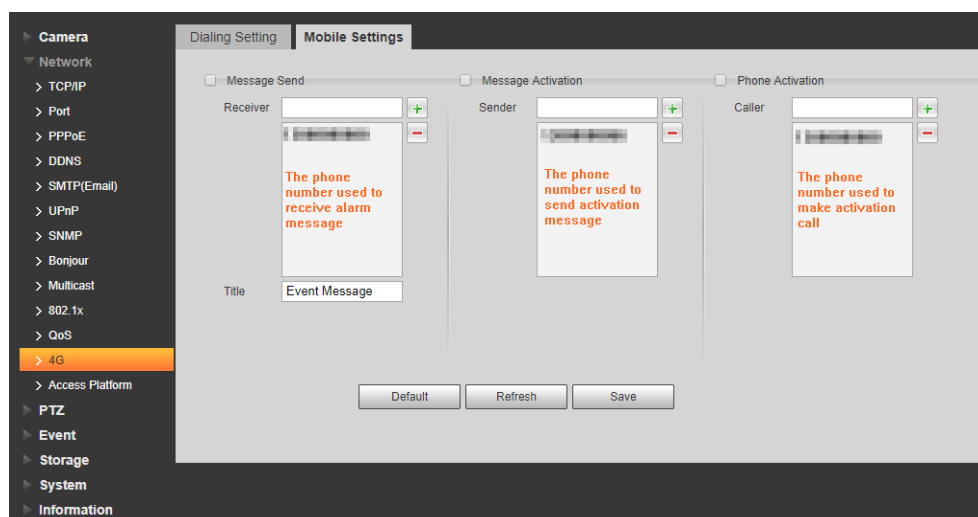 Camera
Network
TCP/IP
Port
PPPoE
DDNS
SMTP(Email)
UPnP
SNMP
Bonjour
Multicast
802.1x
QoS
4G
Access Platform
PTZ
Event
Storage
System
Information
Dialing Setting
Mobile Settings
Message Send
Receiver
The phone
number used to
receive alarm
message
Title
Event Message
Message Activation
Sender
The phone
number used to
send activation
message
Phone Activation
Caller
The phone
number used to
make activation
call
Default
Refresh
Save